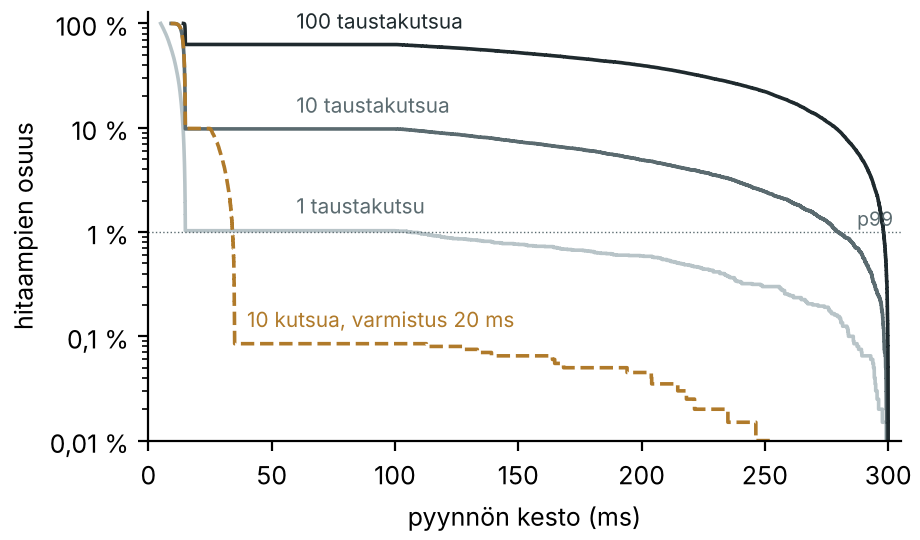 100 %
10 %
1 %
0,1 %
0,01 %
hitaampien osuus
100 taustakutsua
10 taustakutsua
1 taustakutsu
p99
10 kutsua, varmistus 20 ms
0
50
100
150
200
250
300
pyynnön kesto (ms)